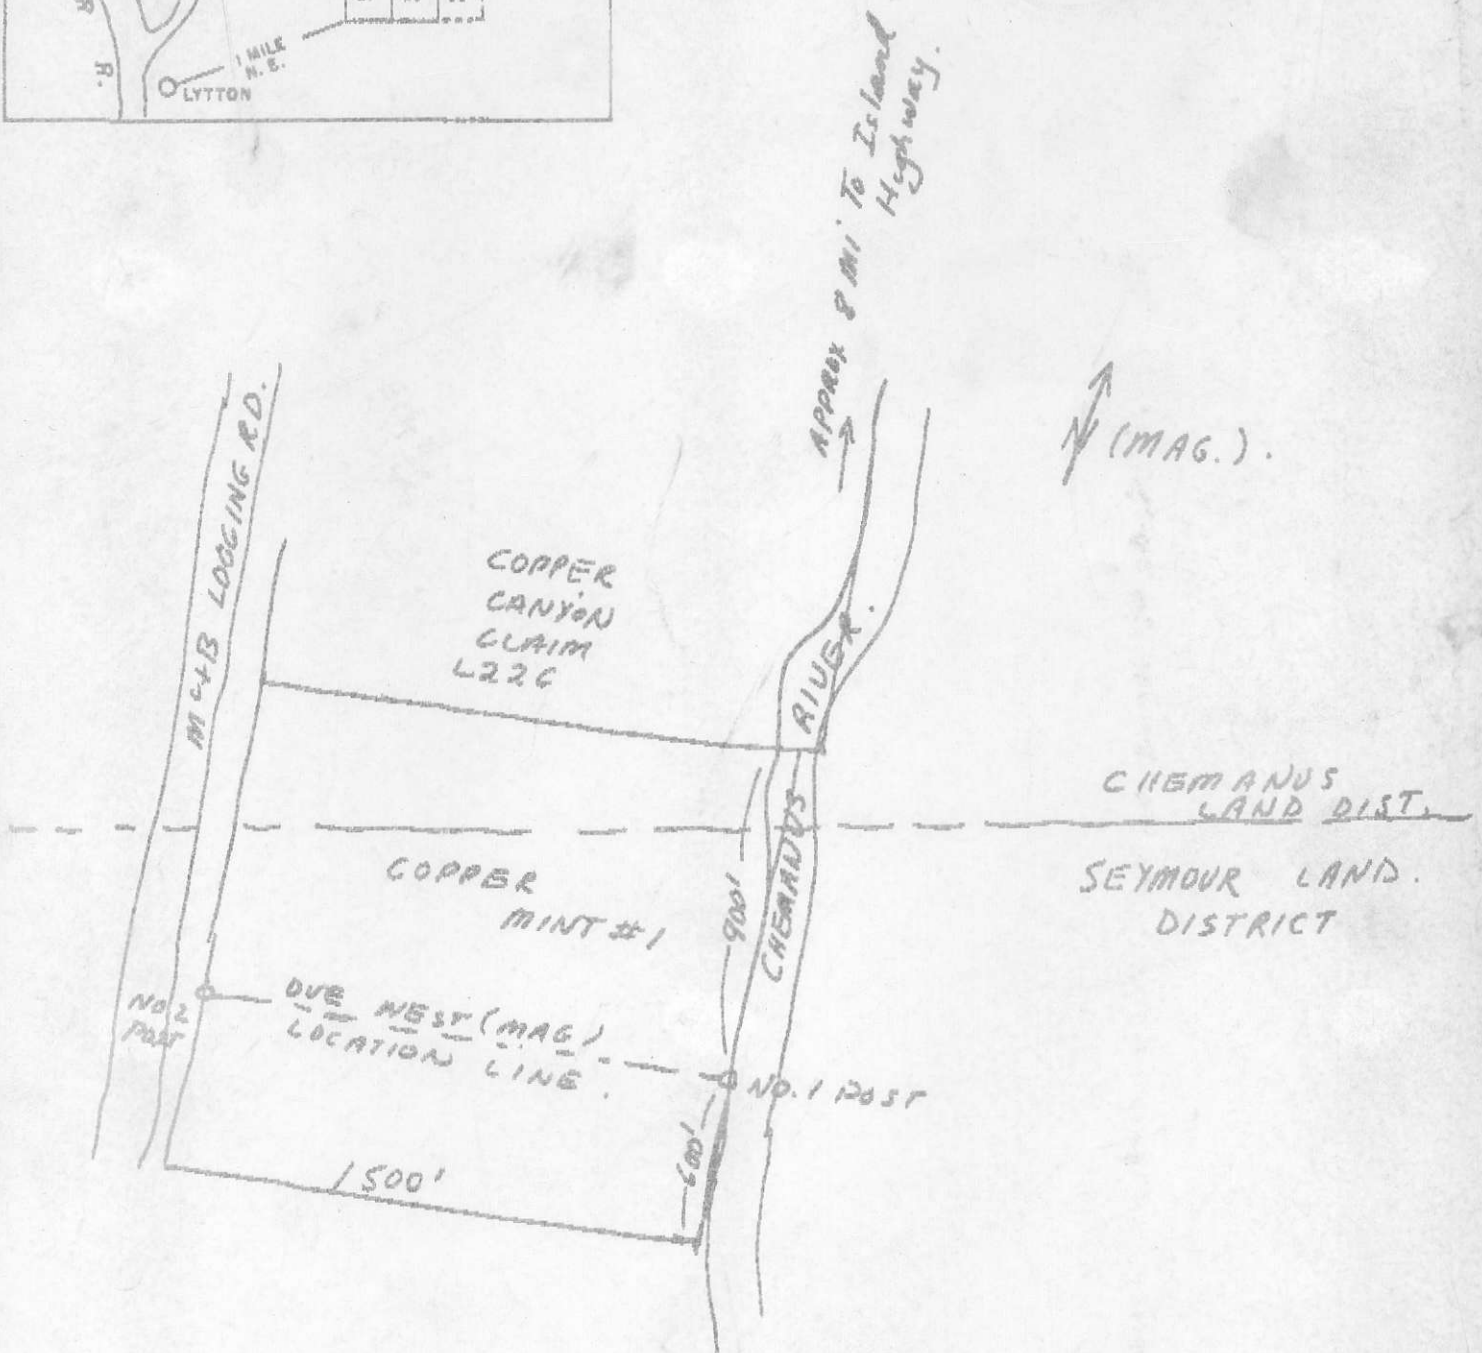 R.
1 MILE
N. E.
LYTTON
APPROX 8 MI' To Island
Highway.
N (MAG.).
M & B LOGGING RD.
COPPER
CANYON
CLAIM
L22G
RIVER.
CHEMANUS
CHEMANUS
LAND DIST.
SEYMOUR LAND.
DISTRICT
COPPER
MINT #1
900'
NO 2
POST
DUE WEST (MAG)
LOCATION LINE.
NO. 1 POST
600'
1500'